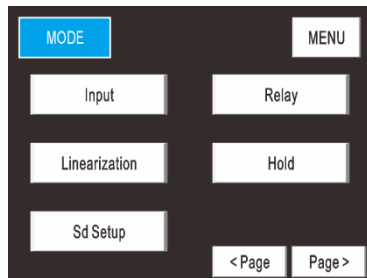 MODE MENU
Input Relay
Linearization Hold
Sd Setup
< Page Page >